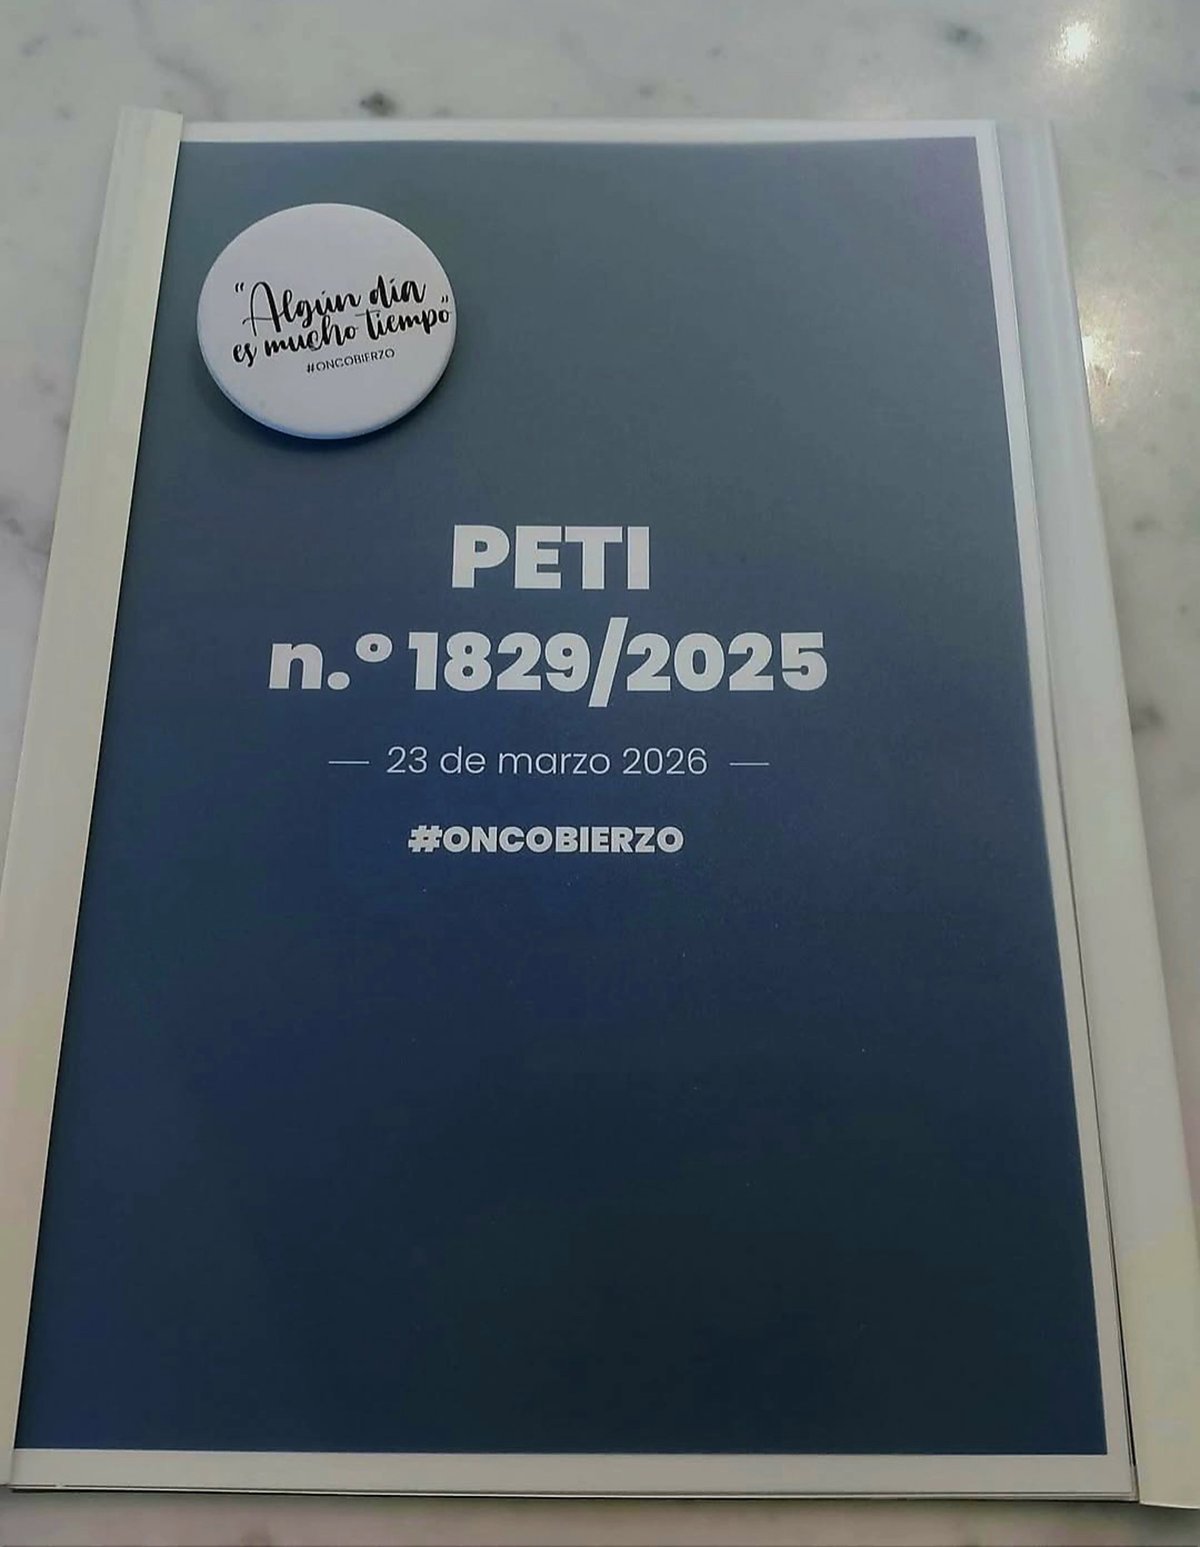 “Algún día
es mucho tiempo”
#ONCOBIERZO
PETI
n.º 1829/2025
— 23 de marzo 2026 —
#ONCOBIERZO